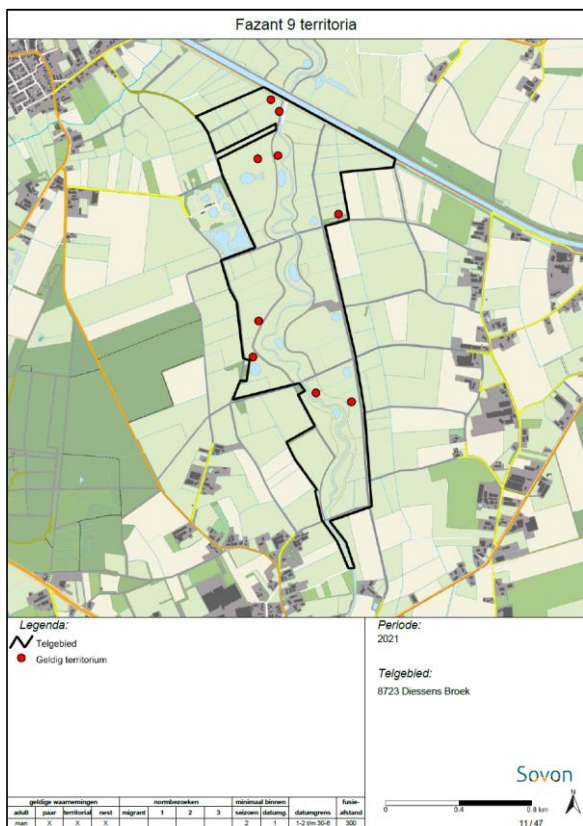 Fazant 9 territoria
Legenda:
Telgebied
Geldig territorium
Periode:
2021
Telgebied:
8723 Diessens Broek
Sovon
N
0 0.4 0.8 km
11 / 47
geldige waarnemingen normbezoeken minimaal binnen fusie-
adult paar territoriaal nest migrant 1 2 3 seizoen datumg. datumgrens afstand
man X X X 2 1 1-2 t/m 30-6 300